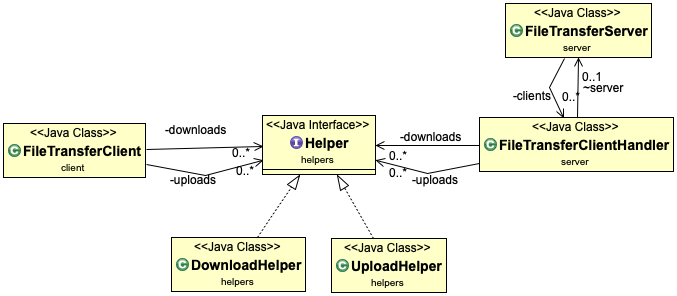 <<Java Class>>
C FileTransferServer
server
-clients
0..*
0..1
~server
<<Java Class>>
C FileTransferClient
client
-downloads
0..*
-uploads
0..*
<<Java Interface>>
I Helper
helpers
-downloads
0..*
-uploads
0..*
<<Java Class>>
C FileTransferClientHandler
server
<<Java Class>>
C DownloadHelper
helpers
<<Java Class>>
C UploadHelper
helpers